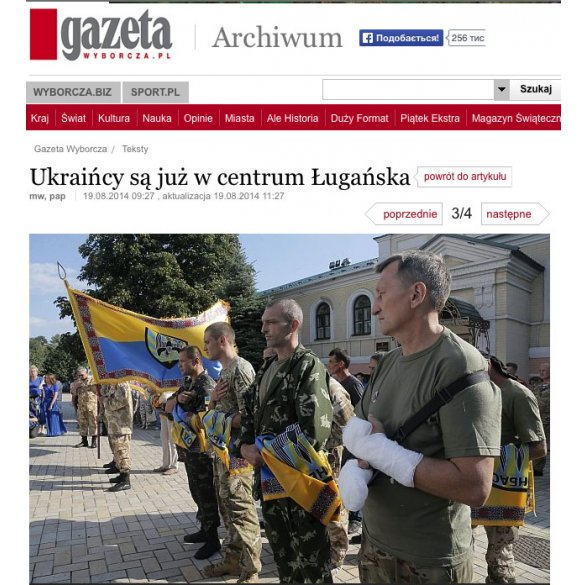 gazeta
WYBORCZA.PL
Archiwum
Подобається! 256 тис
WYBORCZA.BIZ SPORT.PL
Szukaj
Kraj Świat Kultura Nauka Opinie Miasta Ale Historia Duży Format Piątek Ekstra Magazyn Świąteczn
Gazeta Wyborcza / Teksty
Ukraińcy są już w centrum Ługańska
powrót do artykułu
mw, pap 19.08.2014 09:27 , aktualizacja 19.08.2014 11:27
poprzednie 3/4 następne